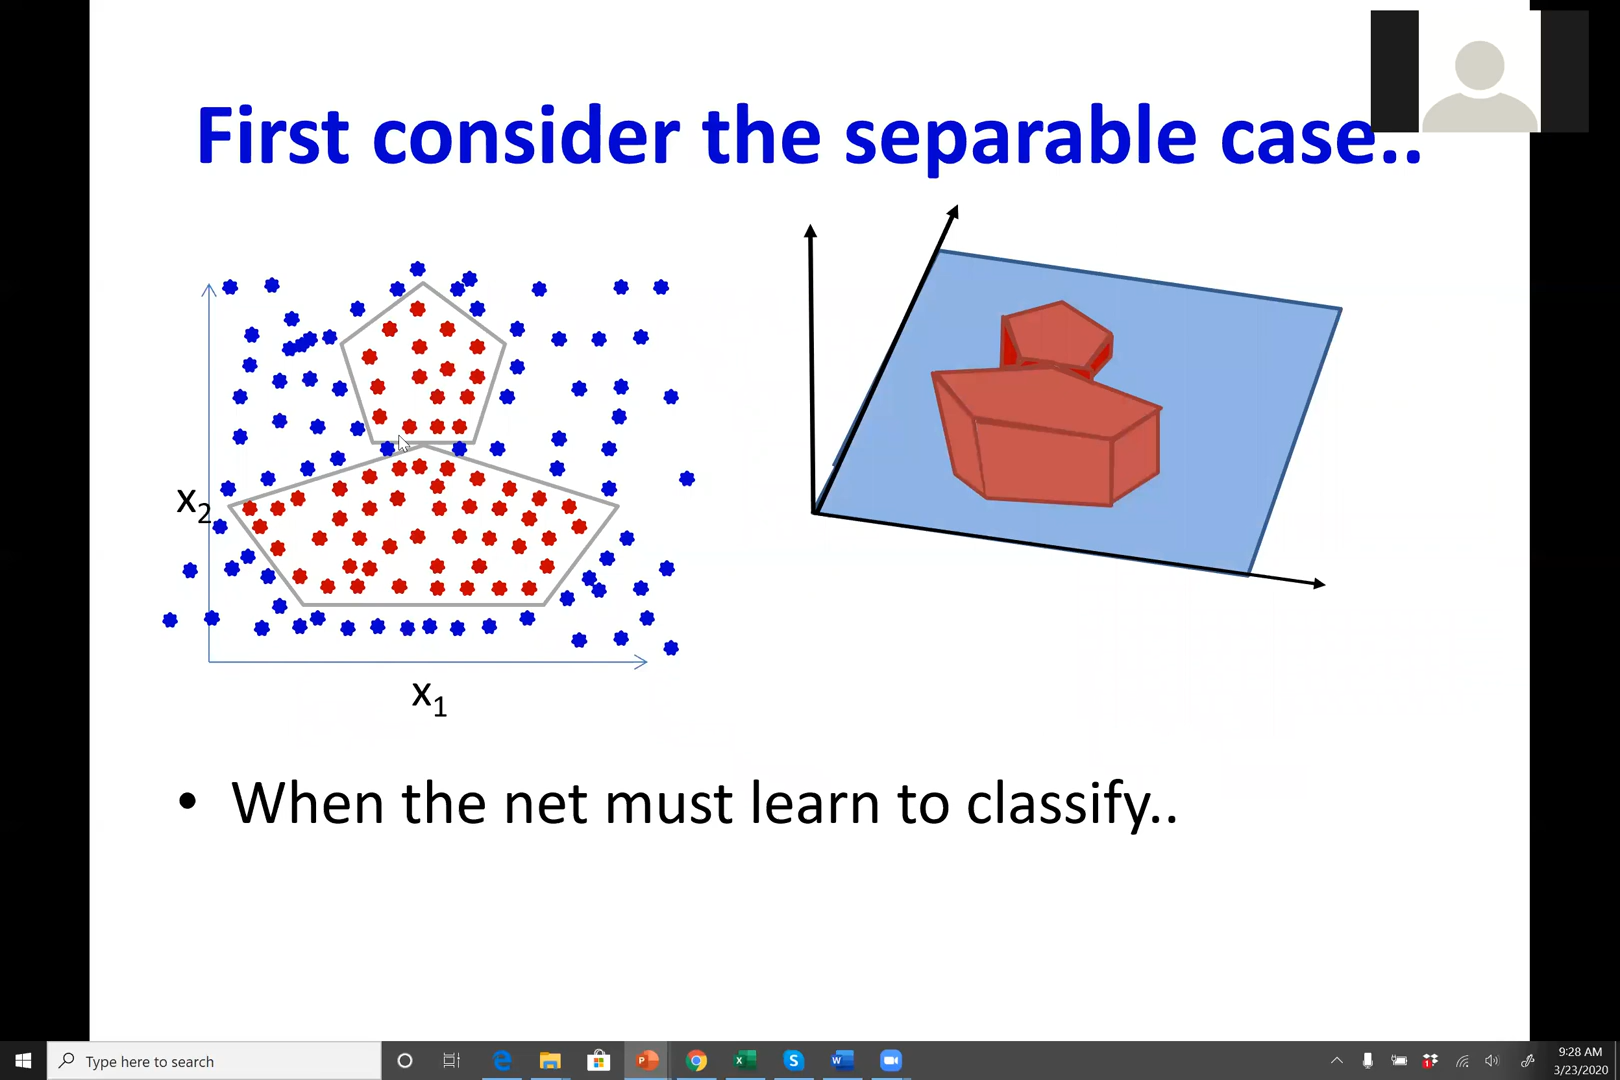 First consider the separable case..
x2
x1
• When the net must learn to classify..
Type here to search
9:28 AM
3/23/2020